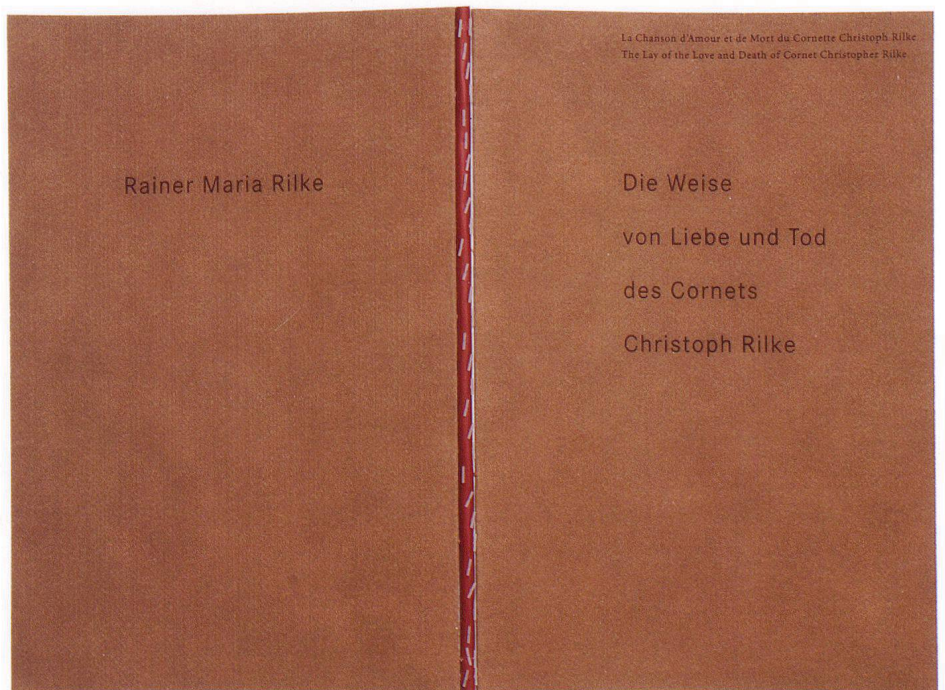 Rainer Maria Rilke
La Chanson d'Amour et de Mort du Cornette Christoph Rilke
The Lay of the Love and Death of Cornet Christopher Rilke
Die Weise
von Liebe und Tod
des Cornets
Christoph Rilke